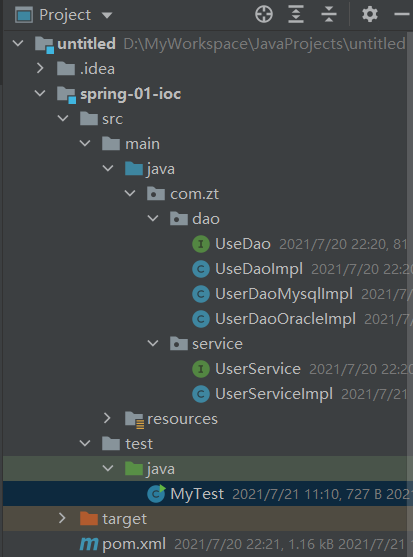 Project
untitled D:\MyWorkspace\JavaProjects\untitled
.idea
spring-01-ioc
src
main
java
com.zt
dao
UseDao 2021/7/20 22:20, 81
UseDaoImpl 2021/7/20 22:20
UserDaoMysqlImpl 2021/7/
UserDaoOracleImpl 2021/7/
service
UserService 2021/7/20 22:20
UserServiceImpl 2021/7/21
resources
test
java
MyTest 2021/7/21 11:10, 727 B 2021
target
pom.xml 2021/7/20 22:21, 1.16 kB 2021/7/21